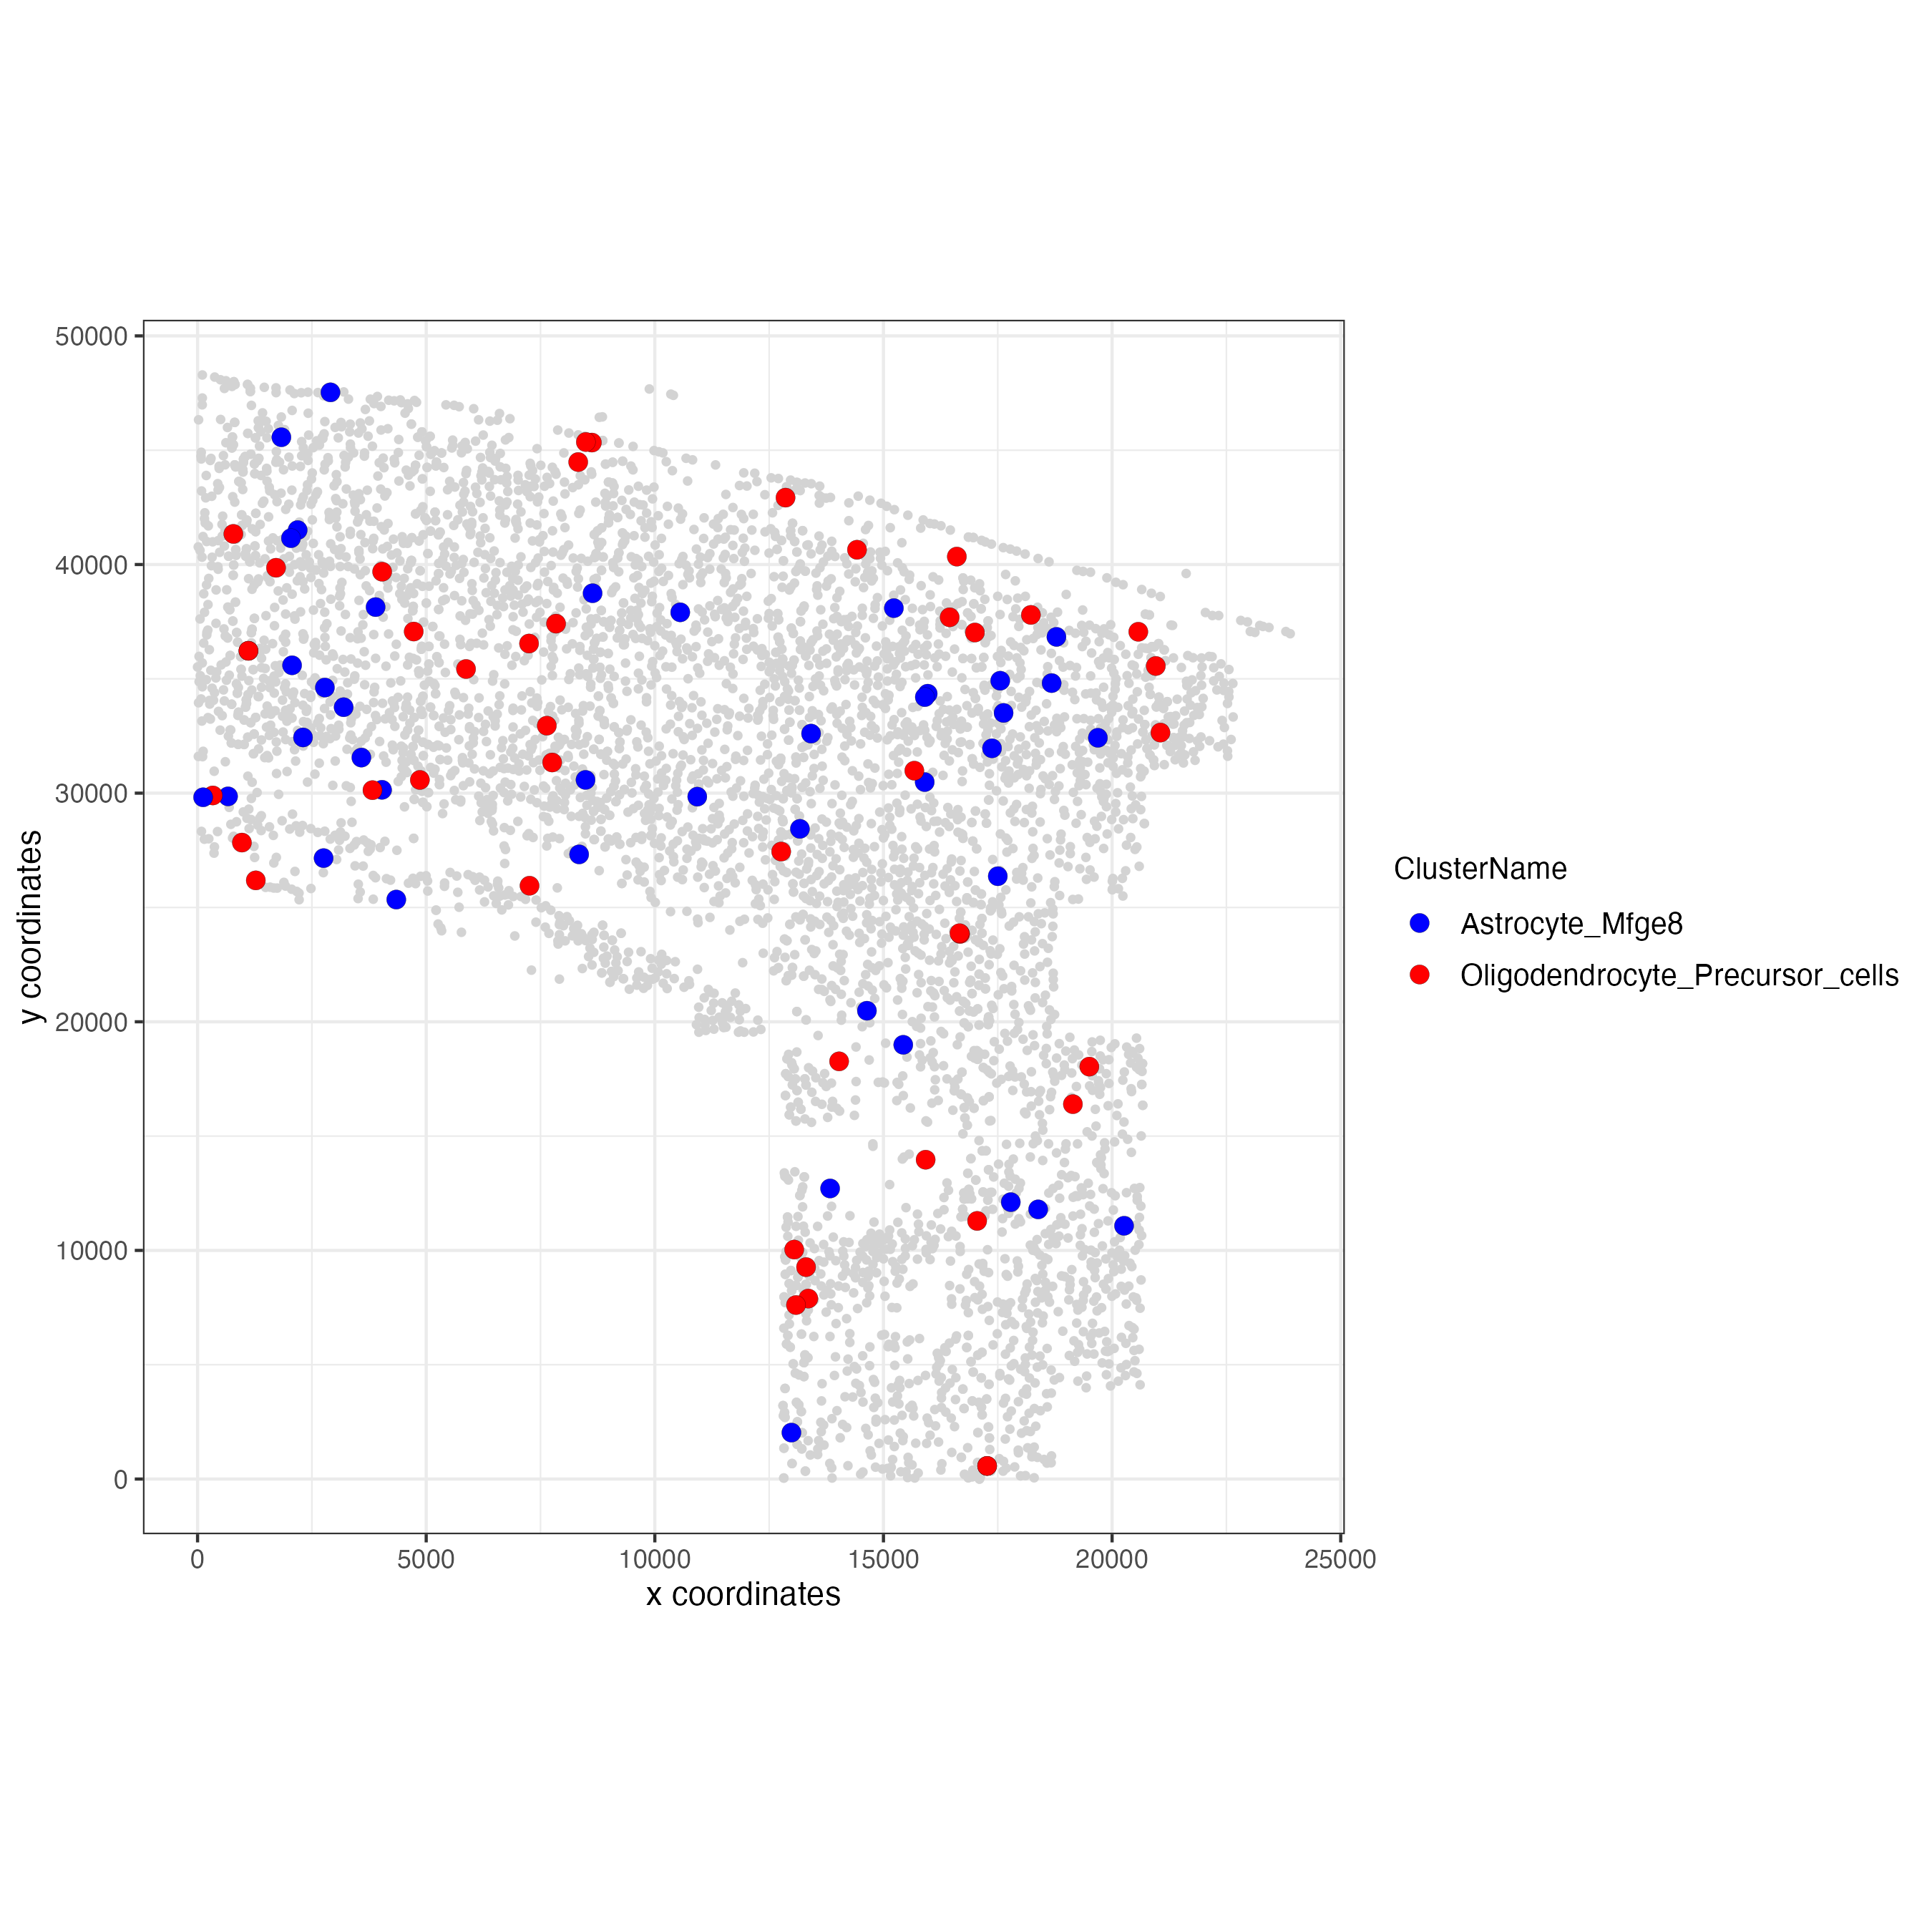 50000
40000
30000
20000
10000
0
y coordinates
0
5000
10000
15000
20000
25000
x coordinates
ClusterName
Astrocyte_Mfge8
Oligodendrocyte_Precursor_cells